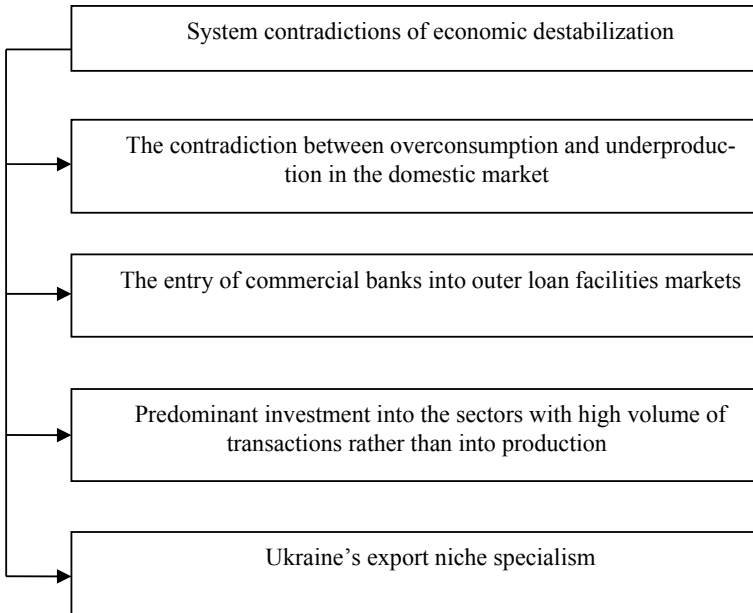 System contradictions of economic destabilization
The contradiction between overconsumption and underproduc-
tion in the domestic market
The entry of commercial banks into outer loan facilities markets
Predominant investment into the sectors with high volume of
transactions rather than into production
Ukraine’s export niche specialism